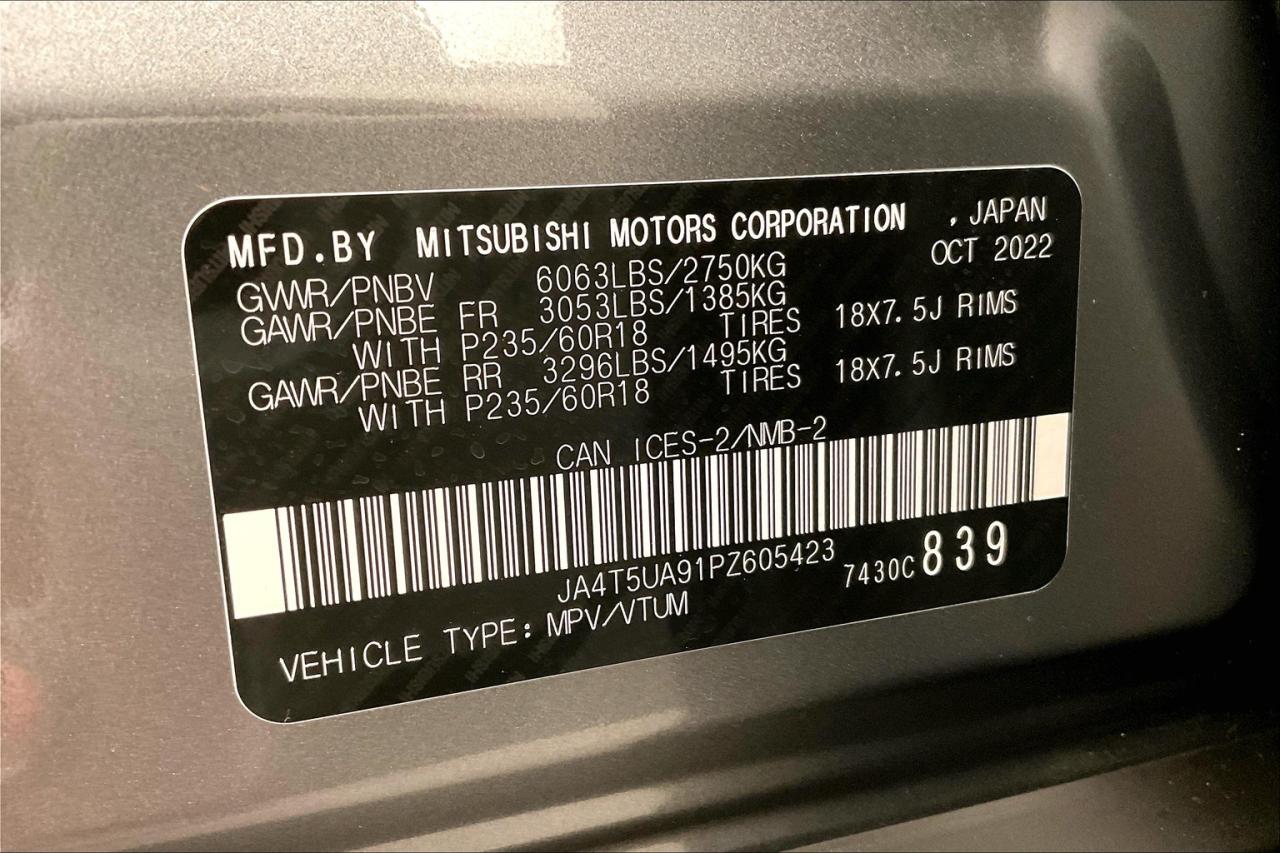 MFD.BY MITSUBISHI MOTORS CORPORATION , JAPAN
GVWR/PNBV 6063LBS/2750KG OCT 2022
GAWR/PNBE FR 3053LBS/1385KG
WITH P235/60R18 TIRES 18X7.5J RIMS
GAWR/PNBE RR 3296LBS/1495KG
WITH P235/60R18 TIRES 18X7.5J RIMS
CAN ICES-2/NMB-2
JA4T5UA91PZ605423 7430C 839
VEHICLE TYPE: MPV/VTUM